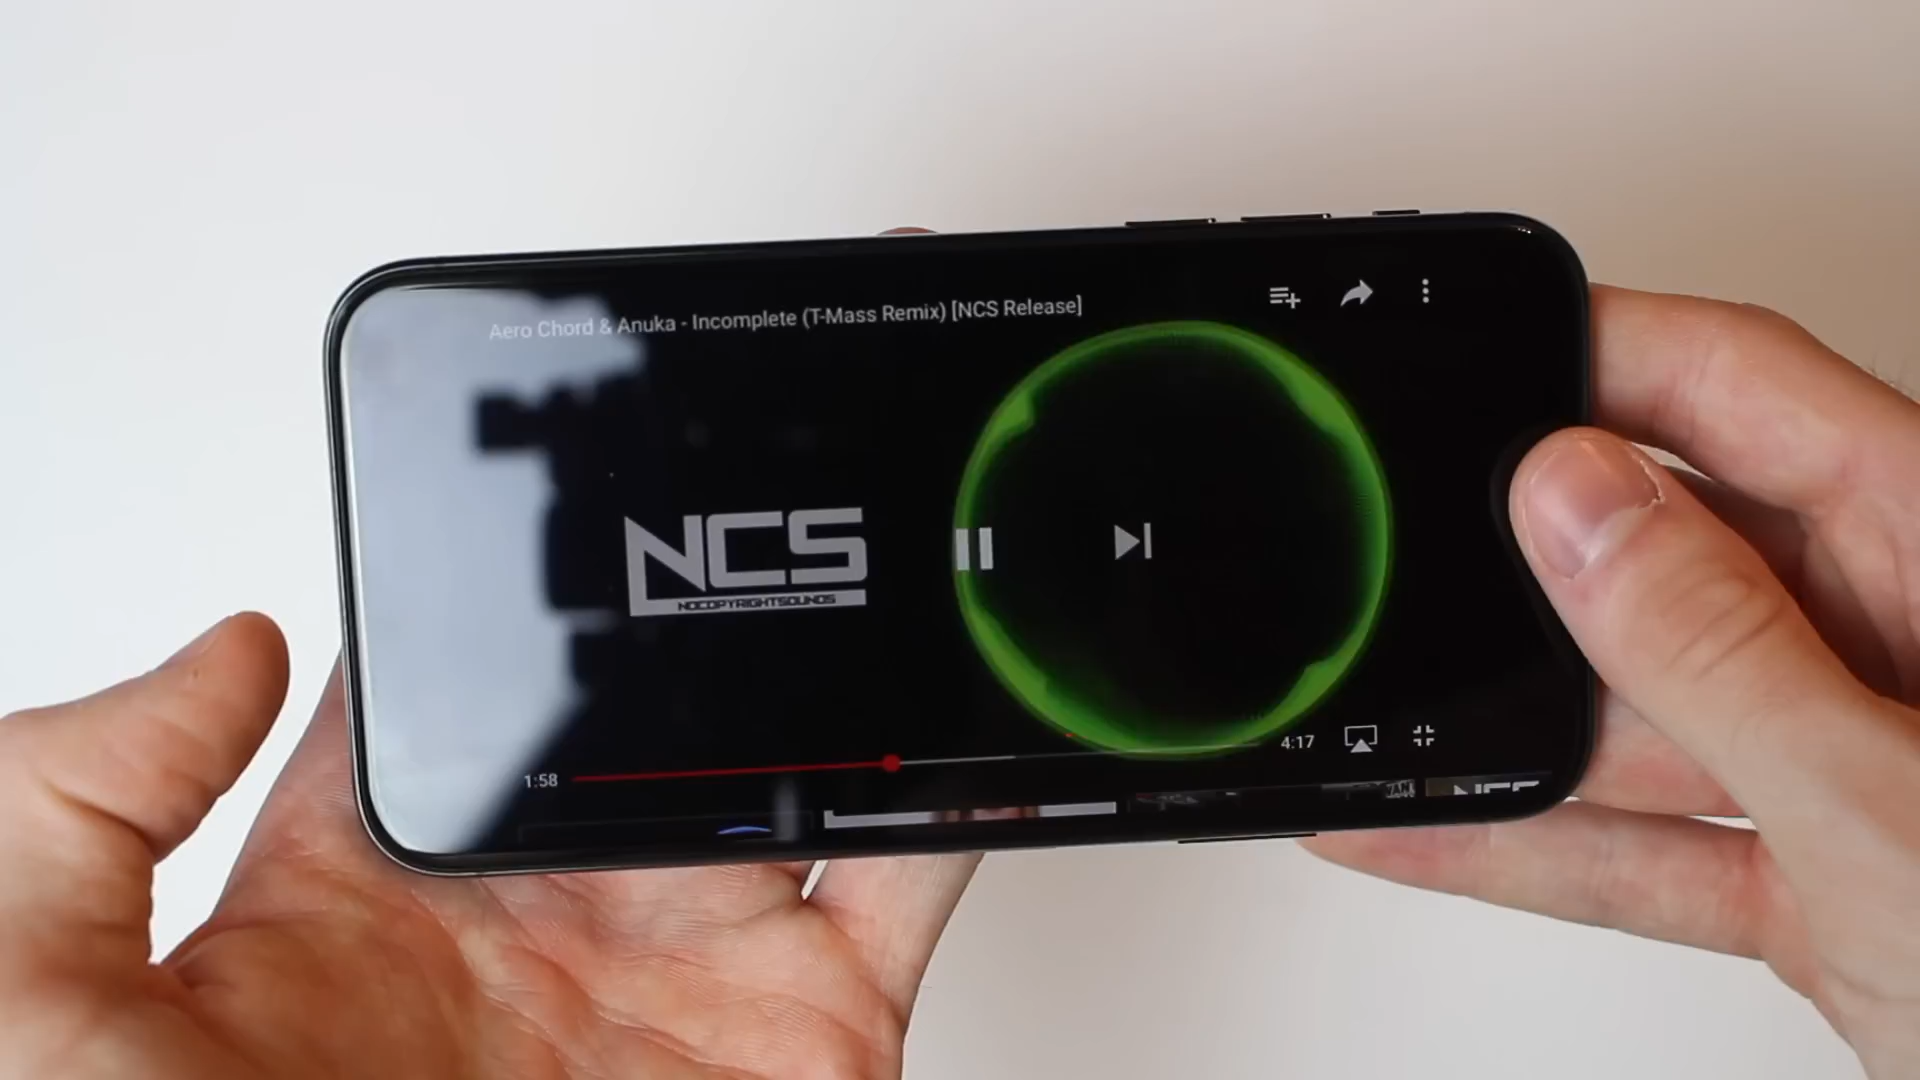 Aero Chord & Anuka - Incomplete (T-Mass Remix) [NCS Release]
NCS
NOCOPYRIGHTSOUNDS
1:58
4:17